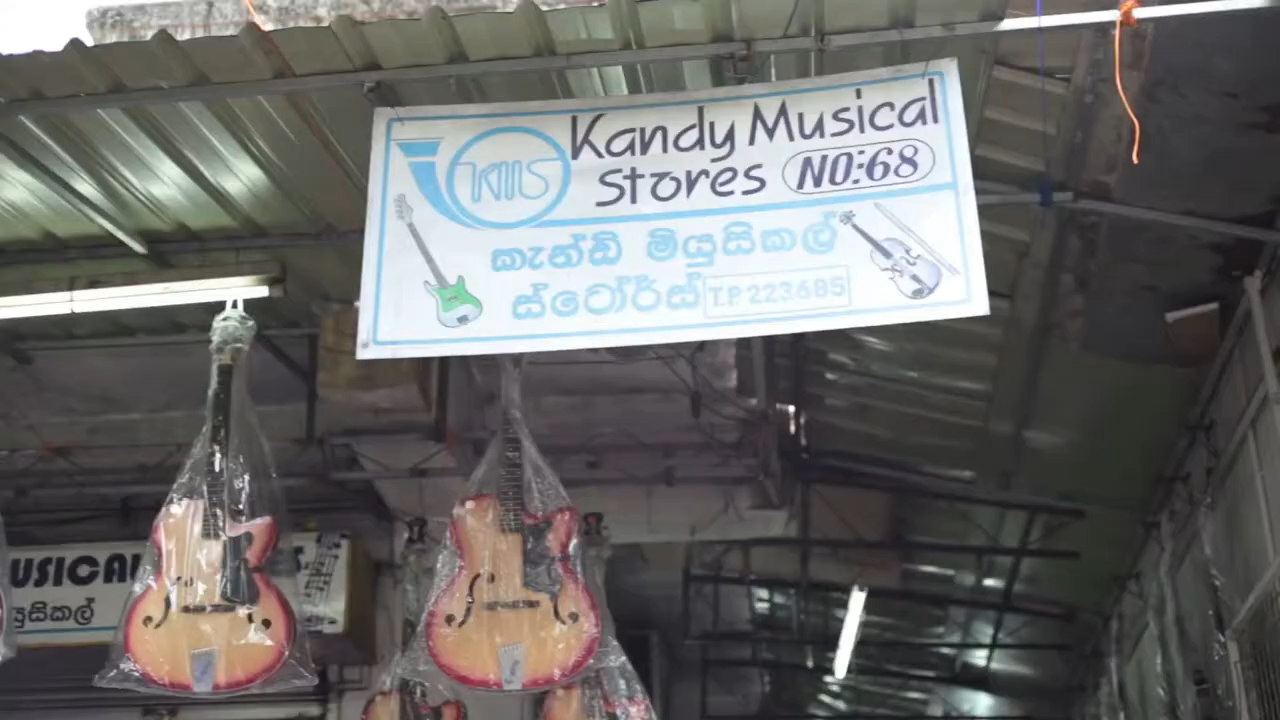 Kandy Musical
Stores NO:68
KMS
කැන්ඩි මියුසිකල්
ස්ටෝර්ස් T.P 223685
USICAL
යුසිකල්